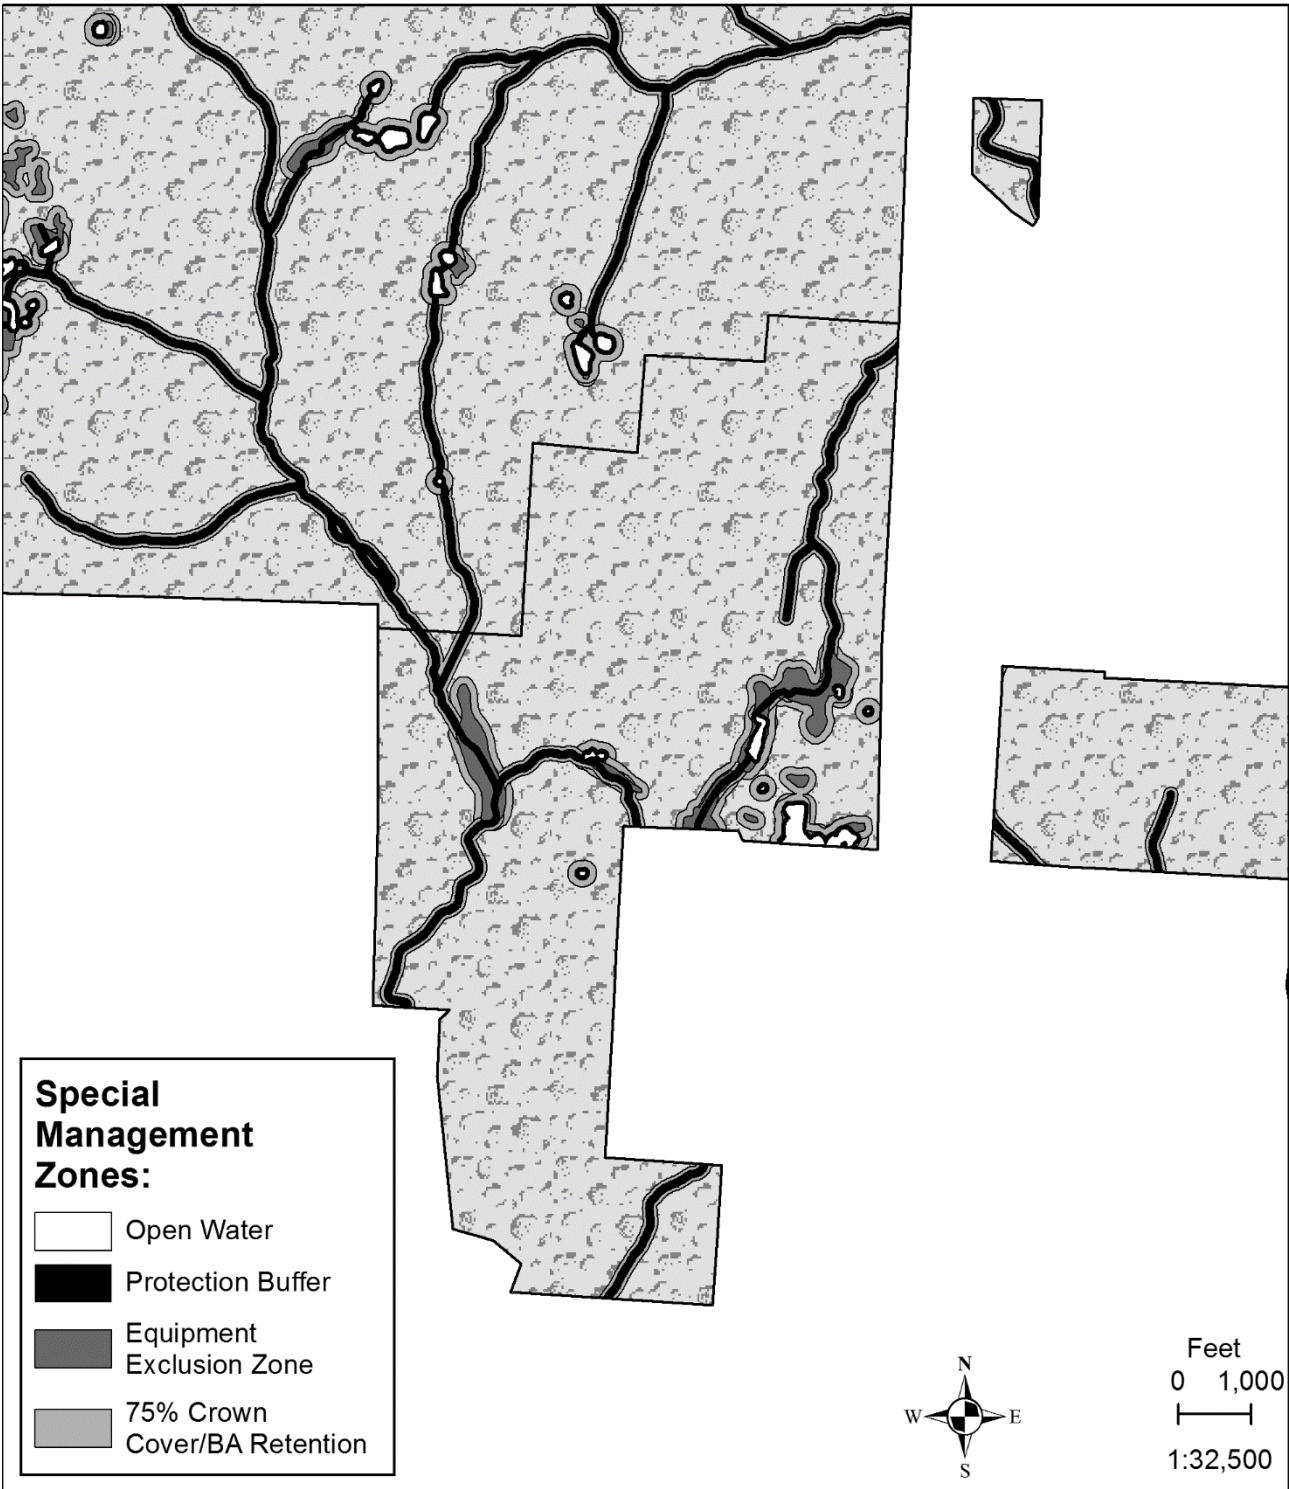 Special
Management
Zones:
Open Water
Protection Buffer
Equipment
Exclusion Zone
75% Crown
Cover/BA Retention
N
W E
S
Feet
0 1,000
1:32,500